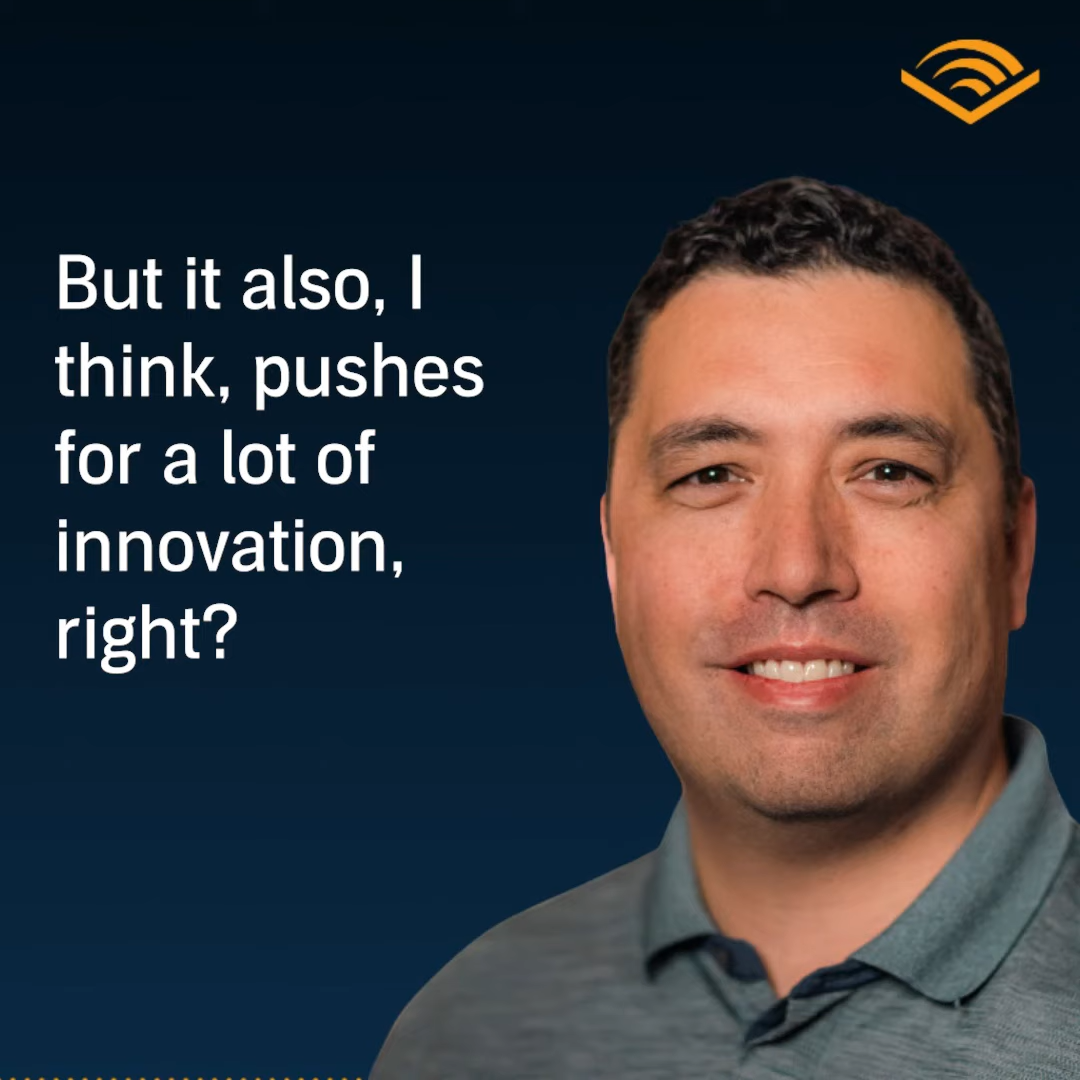 But it also, I
think, pushes
for a lot of
innovation,
right?